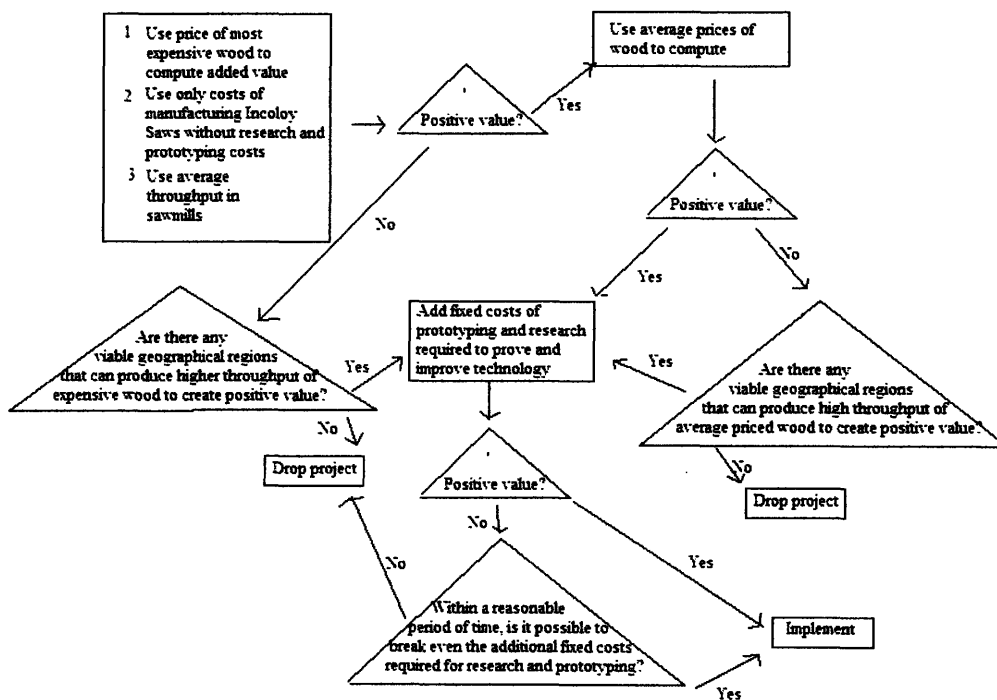 1 Use price of most
expensive wood to
compute added value
2 Use only costs of
manufacturing Incoloy
Saws without research and
prototyping costs
3 Use average
throughput in
sawmills
Positive value?
Yes
No
Use average prices of
wood to compute
Positive value?
Yes
No
Are there any
viable geographical regions
that can produce higher throughput of
expensive wood to create positive value?
Yes
No
Drop project
Add fixed costs of
prototyping and research
required to prove and
improve technology
Are there any
viable geographical regions
that can produce high throughput of
average priced wood to create positive value?
Yes
No
Drop project
Positive value?
No
Yes
Within a reasonable
period of time, is it possible to
break even the additional fixed costs
required for research and prototyping?
No
Yes
Implement